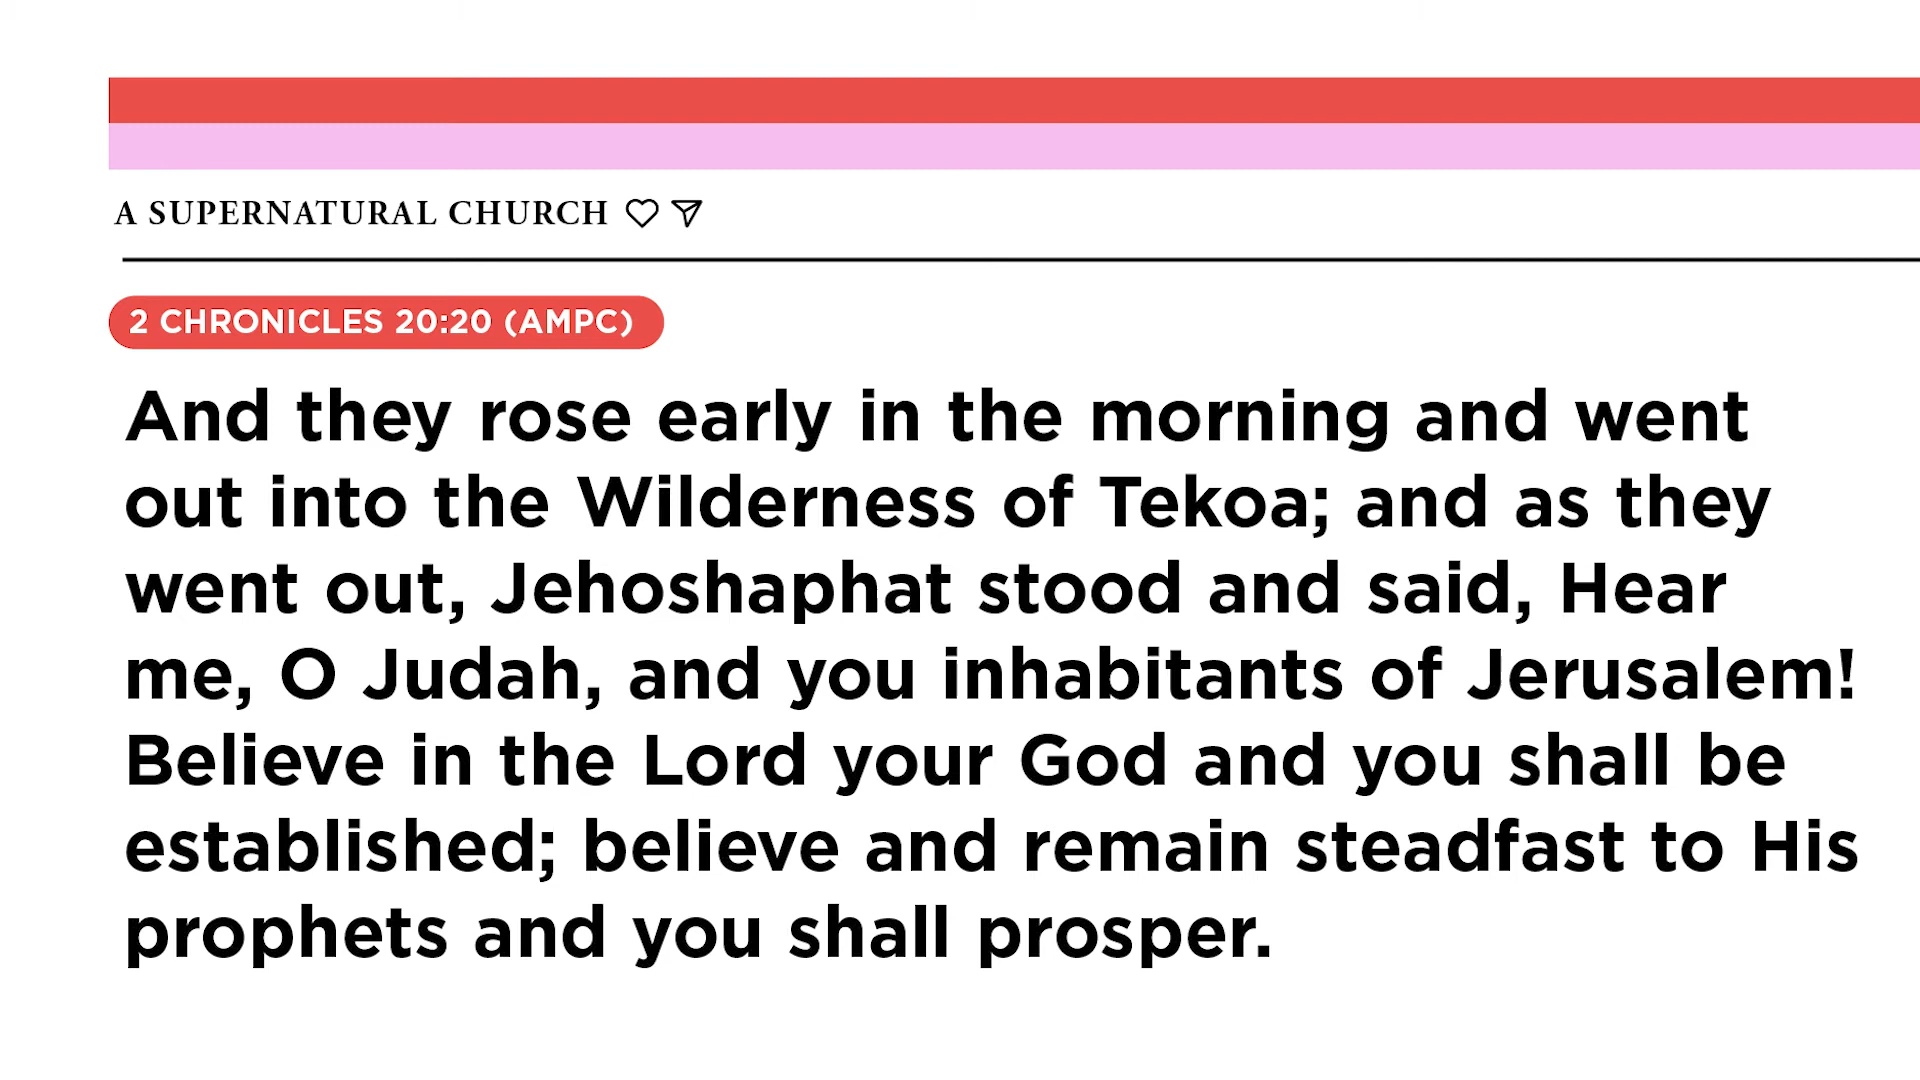 A SUPERNATURAL CHURCH
2 CHRONICLES 20:20 (AMPC)
And they rose early in the morning and went
out into the Wilderness of Tekoa; and as they
went out, Jehoshaphat stood and said, Hear
me, O Judah, and you inhabitants of Jerusalem!
Believe in the Lord your God and you shall be
established; believe and remain steadfast to His
prophets and you shall prosper.